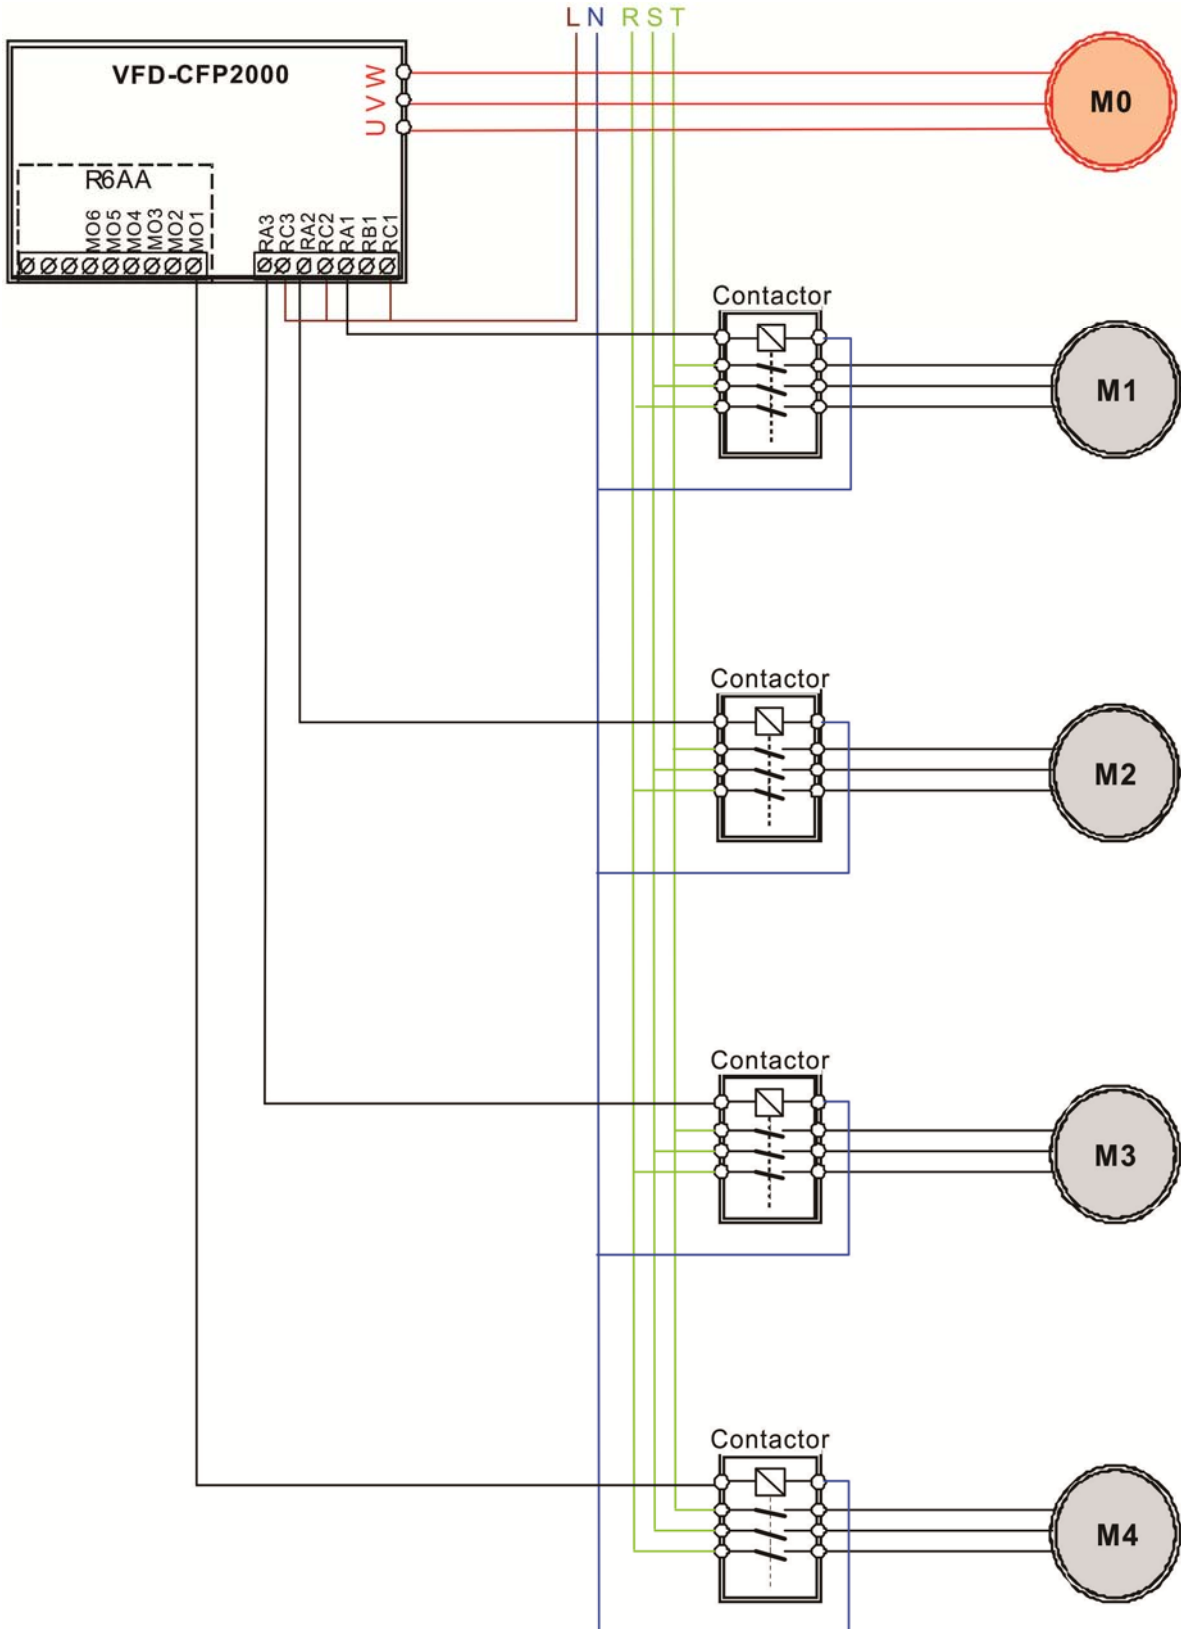 L N R S T
VFD-CFP2000
W
V
U
M0
R6AA
MO6
MO5
MO4
MO3
MO2
MO1
RA3
RC3
RA2
RC2
RA1
RB1
RC1
Contactor
M1
Contactor
M2
Contactor
M3
Contactor
M4